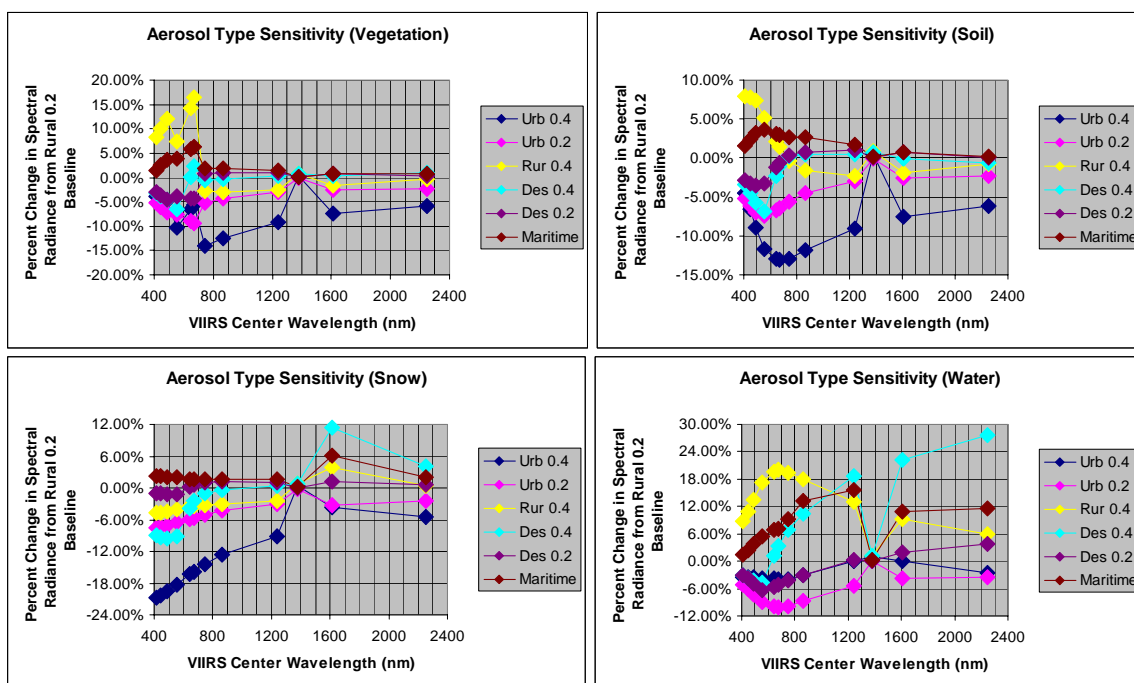 Aerosol Type Sensitivity (Vegetation)
Percent Change in Spectral
Radiance from Rural 0.2
Baseline
20.00%
15.00%
10.00%
5.00%
0.00%
-5.00%
-10.00%
-15.00%
-20.00%
400 800 1200 1600 2000 2400
VIIRS Center Wavelength (nm)
Urb 0.4
Urb 0.2
Rur 0.4
Des 0.4
Des 0.2
Maritime
Aerosol Type Sensitivity (Soil)
Percent Change in Spectral
Radiance from Rural 0.2
Baseline
10.00%
5.00%
0.00%
-5.00%
-10.00%
-15.00%
400 800 1200 1600 2000 2400
VIIRS Center Wavelength (nm)
Urb 0.4
Urb 0.2
Rur 0.4
Des 0.4
Des 0.2
Maritime
Aerosol Type Sensitivity (Snow)
Percent Change in Spectral
Radiance from Rural 0.2
Baseline
12.00%
6.00%
0.00%
-6.00%
-12.00%
-18.00%
-24.00%
400 800 1200 1600 2000 2400
VIIRS Center Wavelength (nm)
Urb 0.4
Urb 0.2
Rur 0.4
Des 0.4
Des 0.2
Maritime
Aerosol Type Sensitivity (Water)
Percent Change in Spectral
Radiance from Rural 0.2
Baseline
30.00%
24.00%
18.00%
12.00%
6.00%
0.00%
-6.00%
-12.00%
400 800 1200 1600 2000 2400
VIIRS Center Wavelength (nm)
Urb 0.4
Urb 0.2
Rur 0.4
Des 0.4
Des 0.2
Maritime